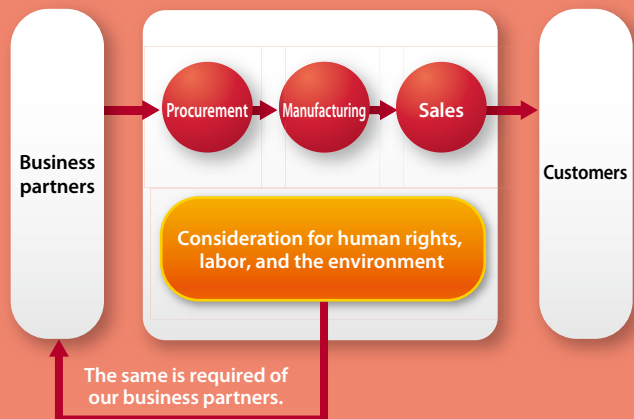 Business
partners
Procurement
Manufacturing
Sales
Customers
Consideration for human rights,
labor, and the environment
The same is required of
our business partners.